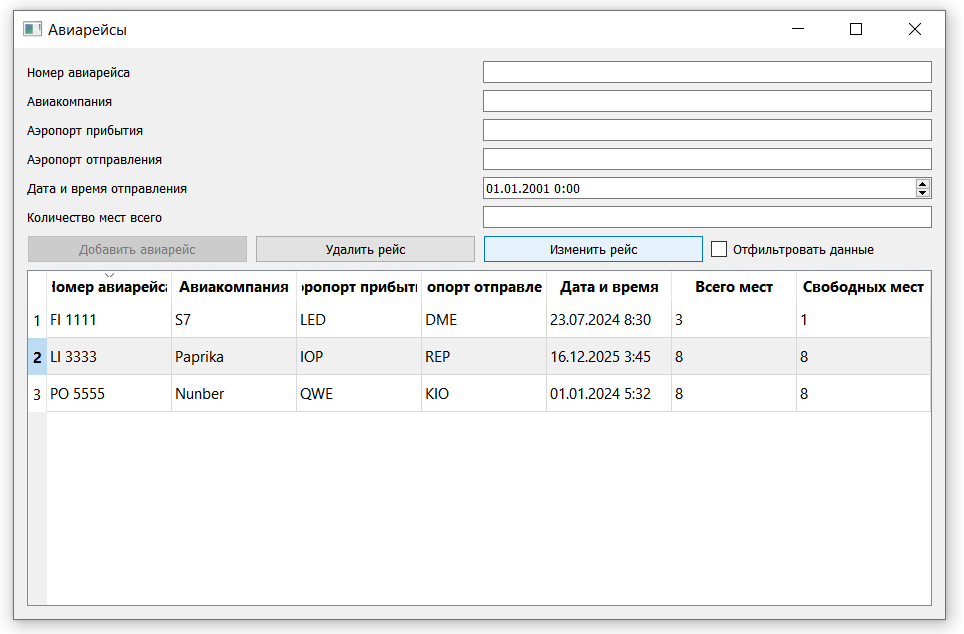 Авиарейсы
Номер авиарейса
Авиакомпания
Аэропорт прибытия
Аэропорт отправления
Дата и время отправления 01.01.2001 0:00
Количество мест всего
Добавить авиарейс Удалить рейс Изменить рейс Отфильтровать данные
Номер авиарейса Авиакомпания ропорт прибыти опорт отправле Дата и время Всего мест Свободных мест
1 FI 1111 S7 LED DME 23.07.2024 8:30 3 1
2 LI 3333 Paprika IOP REP 16.12.2025 3:45 8 8
3 PO 5555 Nunber QWE KIO 01.01.2024 5:32 8 8